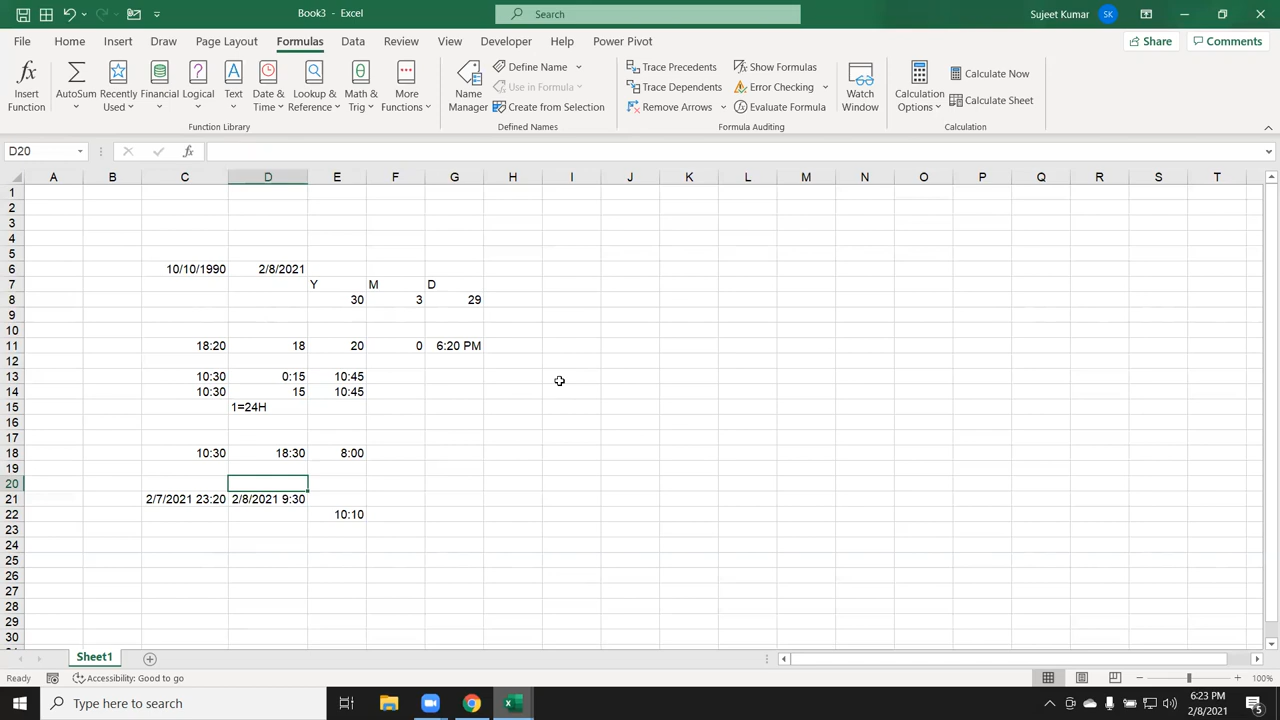 Book3 - Excel
Search
Sujeet Kumar
SK
File Home Insert Draw Page Layout Formulas Data Review View Developer Help Power Pivot
Share Comments
Insert Function
AutoSum
Recently Used
Financial
Logical
Text
Date & Time
Lookup & Reference
Math & Trig
More Functions
Function Library
Name Manager
Define Name
Use in Formula
Create from Selection
Defined Names
Trace Precedents
Trace Dependents
Remove Arrows
Show Formulas
Error Checking
Evaluate Formula
Formula Auditing
Watch Window
Calculation Options
Calculate Now
Calculate Sheet
Calculation
D20
fx
A B C D E F G H I J K L M N O P Q R S T
1
2
3
4
5
6 10/10/1990 2/8/2021
7 Y M D
8 30 3 29
9
10
11 18:20 18 20 0 6:20 PM
12
13 10:30 0:15 10:45
14 10:30 15 10:45
15 1=24H
16
17
18 10:30 18:30 8:00
19
20
21 2/7/2021 23:20 2/8/2021 9:30
22 10:10
23
24
25
26
27
28
29
30
Sheet1
Ready Accessibility: Good to go 100%
Type here to search
6:23 PM
2/8/2021
5